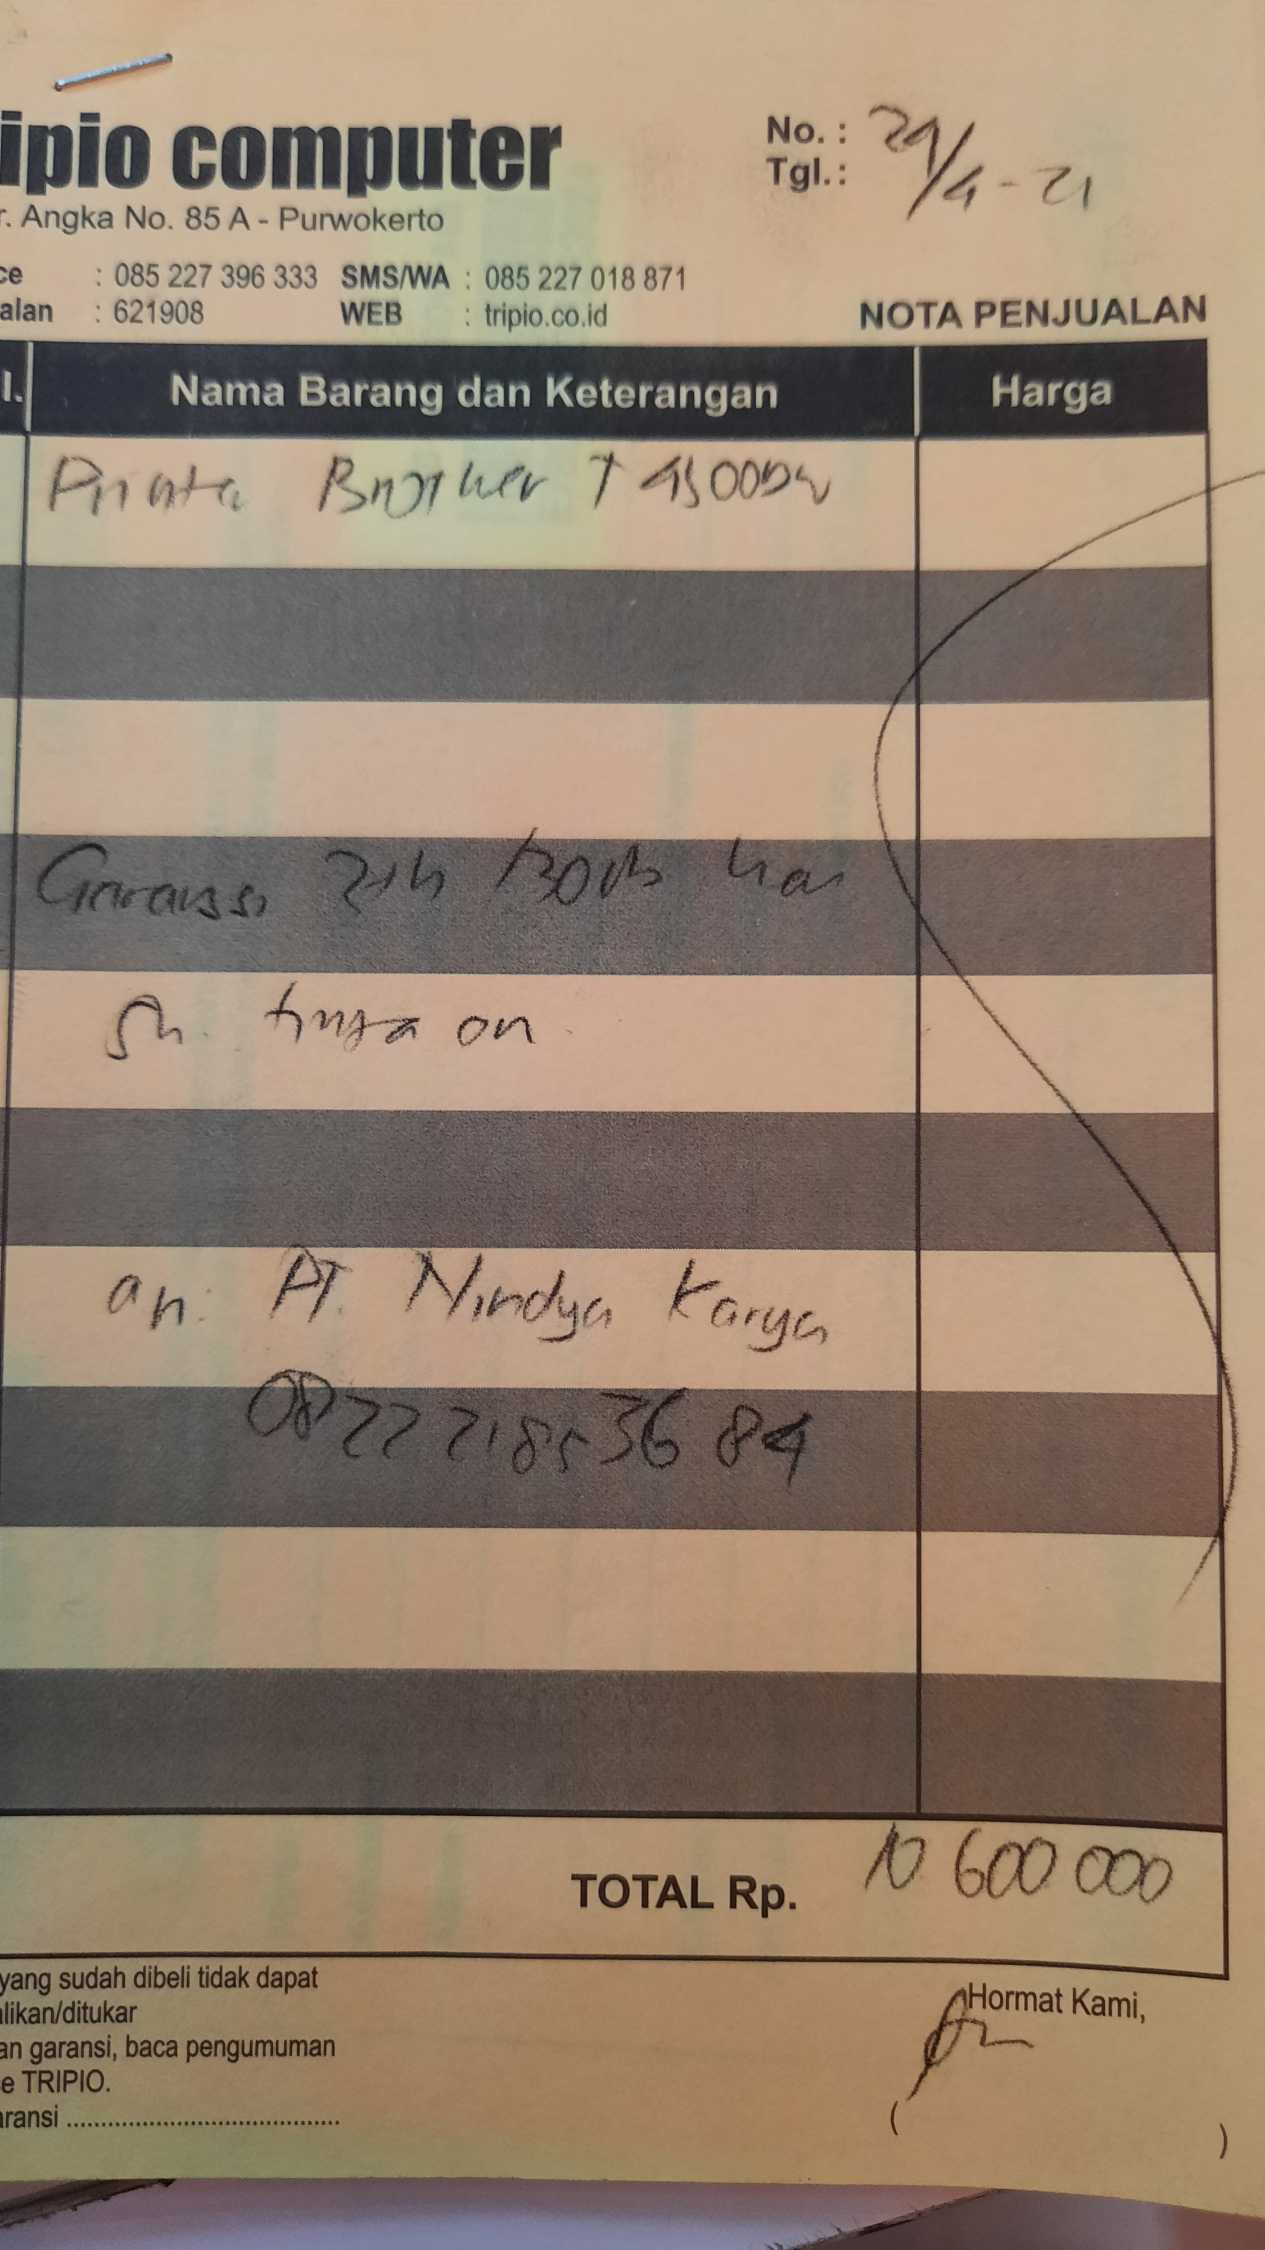 ipio computer
No. :
Tgl.: 29/4-21
r. Angka No. 85 A - Purwokerto
ce : 085 227 396 333 SMS/WA : 085 227 018 871
alan : 621908 WEB : tripio.co.id
NOTA PENJUALAN
l. Nama Barang dan Keterangan Harga
Printer Brother T4500DW
Garansi 2th
sn. on
an: PT. Nindya Karya
082221853684
TOTAL Rp. 10 600 000
yang sudah dibeli tidak dapat
alikan/ditukar
an garansi, baca pengumuman
e TRIPIO.
aransi ........................................
Hormat Kami,
( )